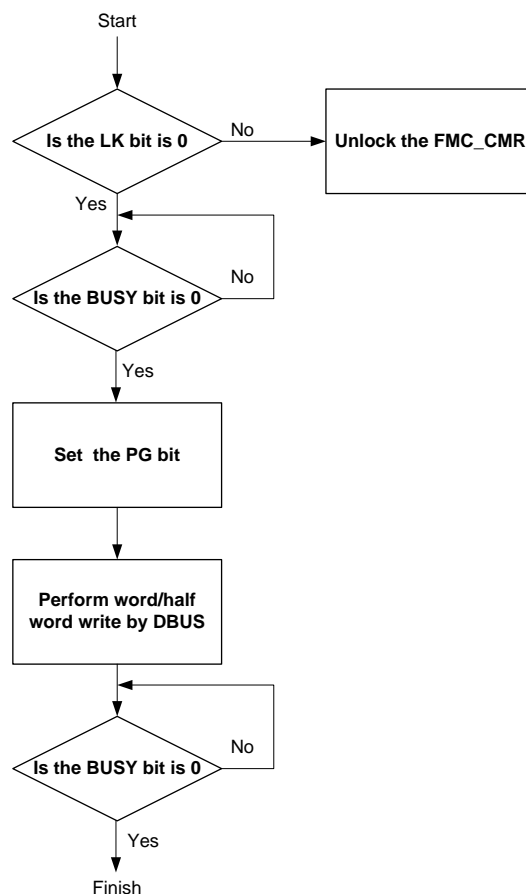 Start
Is the LK bit is 0
No
Unlock the FMC_CMR
Yes
No
Is the BUSY bit is 0
Yes
Set the PG bit
Perform word/half
word write by DBUS
No
Is the BUSY bit is 0
Yes
Finish